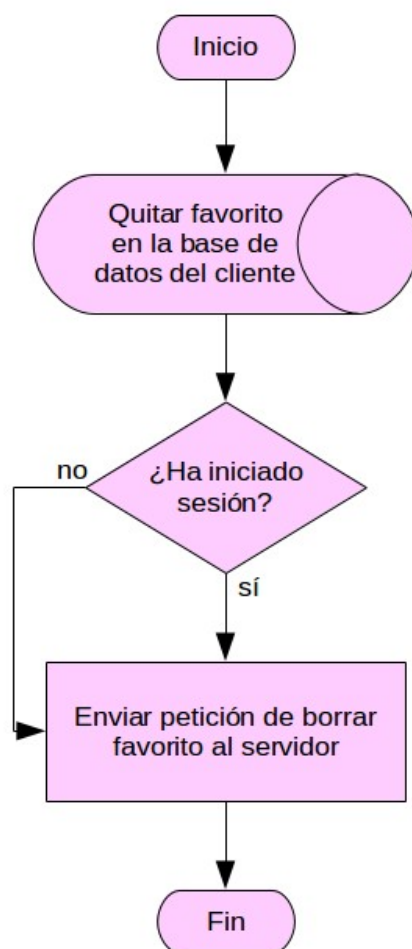 Inicio
Quitar favorito
en la base de
datos del cliente
¿Ha iniciado
sesión?
no
sí
Enviar petición de borrar
favorito al servidor
Fin